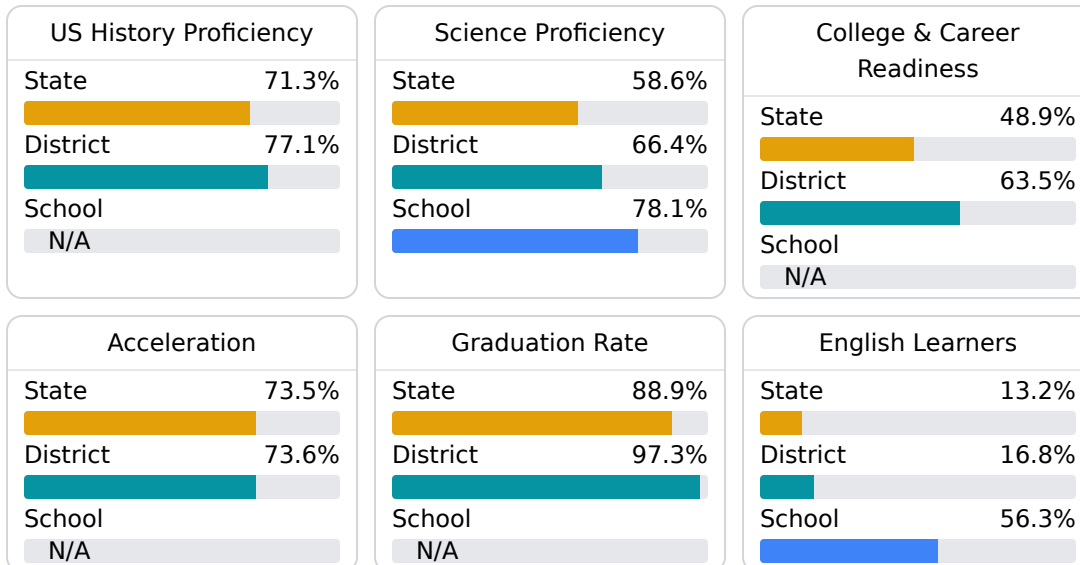 US History Proficiency
State 71.3%
District 77.1%
School
N/A
Science Proficiency
State 58.6%
District 66.4%
School 78.1%
College & Career
Readiness
State 48.9%
District 63.5%
School
N/A
Acceleration
State 73.5%
District 73.6%
School
N/A
Graduation Rate
State 88.9%
District 97.3%
School
N/A
English Learners
State 13.2%
District 16.8%
School 56.3%